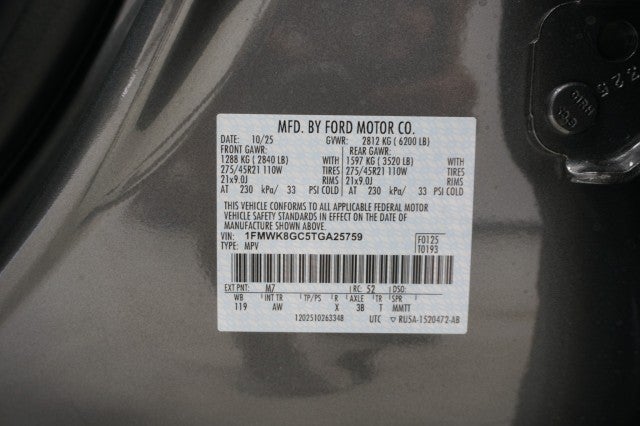 MFD. BY FORD MOTOR CO.
DATE: 10/25 GVWR: 2812 KG ( 6200 LB)
FRONT GAWR: REAR GAWR:
1288 KG ( 2840 LB) WITH 1597 KG ( 3520 LB) WITH
275/45R21 110W TIRES 275/45R21 110W TIRES
21x9.0J RIMS 21x9.0J RIMS
AT 230 kPa/ 33 PSI COLD AT 230 kPa/ 33 PSI COLD
THIS VEHICLE CONFORMS TO ALL APPLICABLE FEDERAL MOTOR
VEHICLE SAFETY STANDARDS IN EFFECT ON THE DATE OF
MANUFACTURE SHOWN ABOVE.
VIN: 1FMWK8GC5TGA25759 F0125
TYPE: MPV T0193
EXT PNT: M7 RC: 52 DSO:
WB INT TR TP/PS R AXLE TR SPR
119 AW X 3B T MMTT
1202510263348 UTC ▽ RU5A-1520472-AB
325